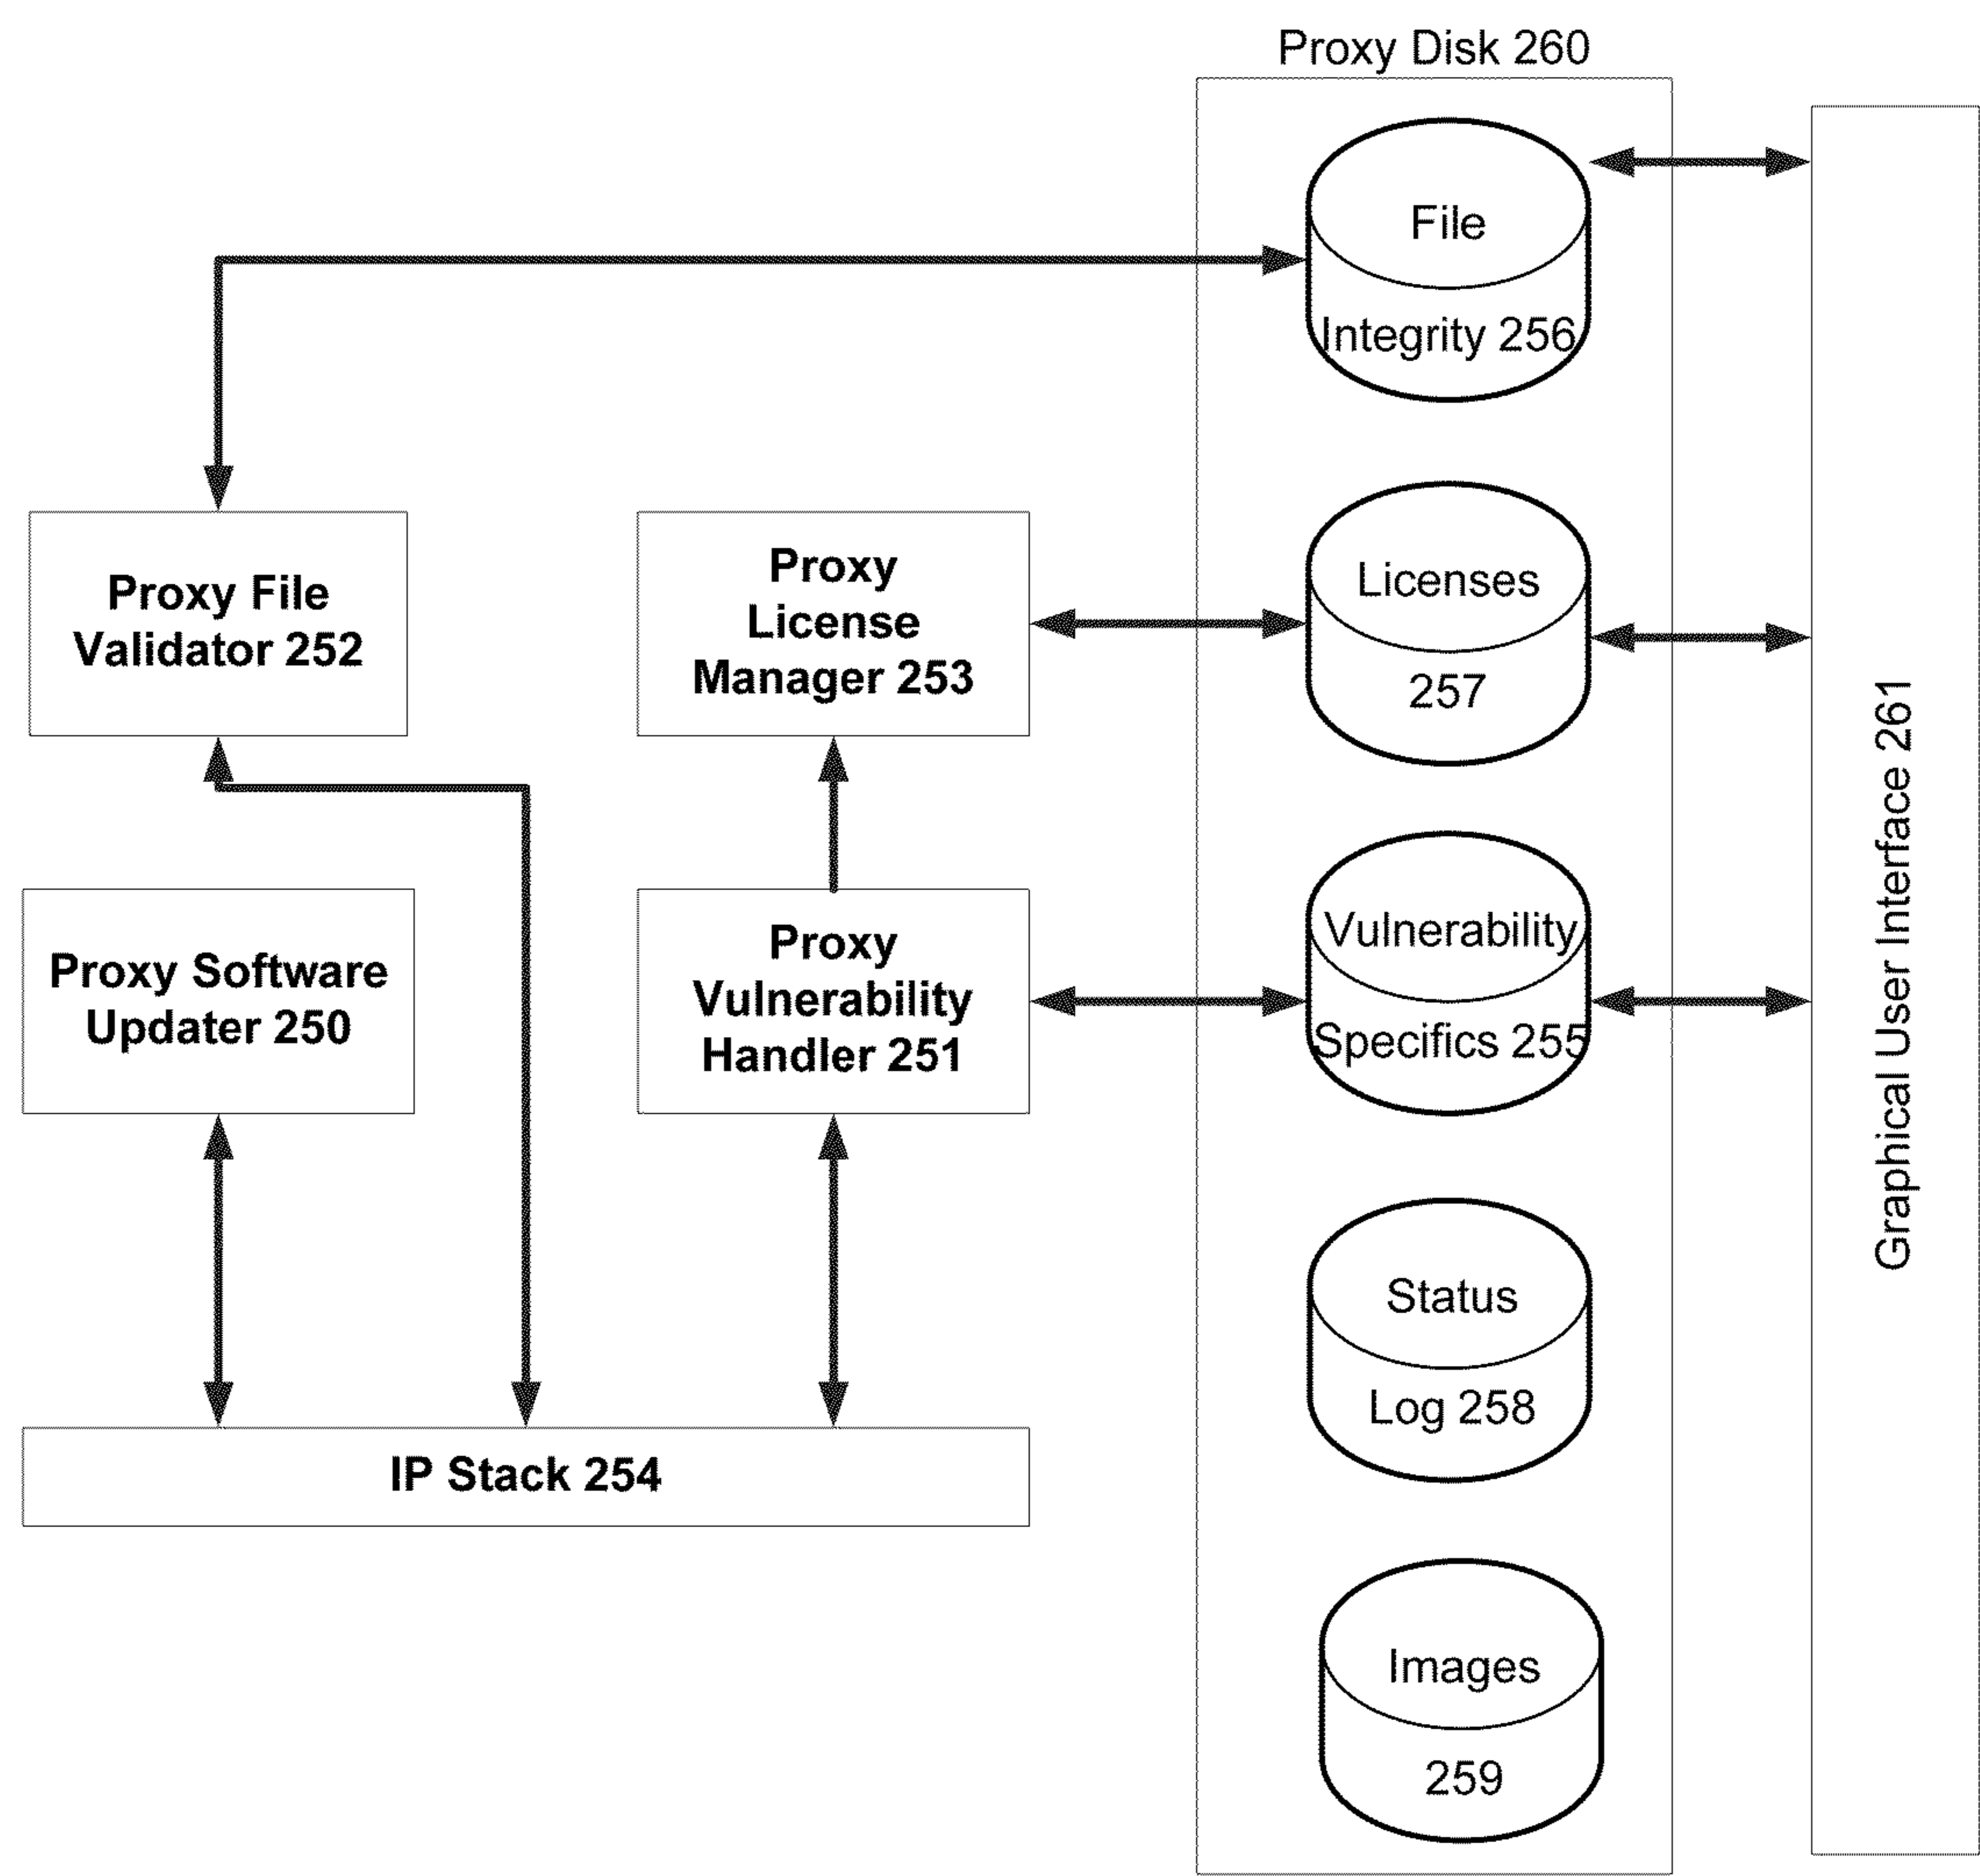 Proxy Disk 260
File
Integrity 256
Proxy File
Validator 252
Proxy
License
Manager 253
Licenses
257
Proxy Software
Updater 250
Proxy
Vulnerability
Handler 251
Vulnerability
Specifics 255
Graphical User Interface 261
Status
Log 258
IP Stack 254
Images
259